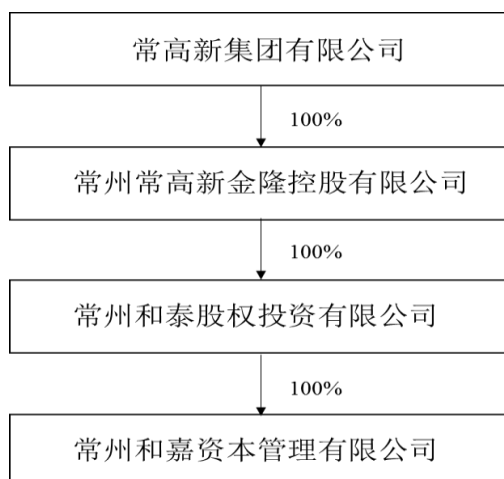 常高新集团有限公司
100%
常州常高新金隆控股有限公司
100%
常州和泰股权投资有限公司
100%
常州和嘉资本管理有限公司